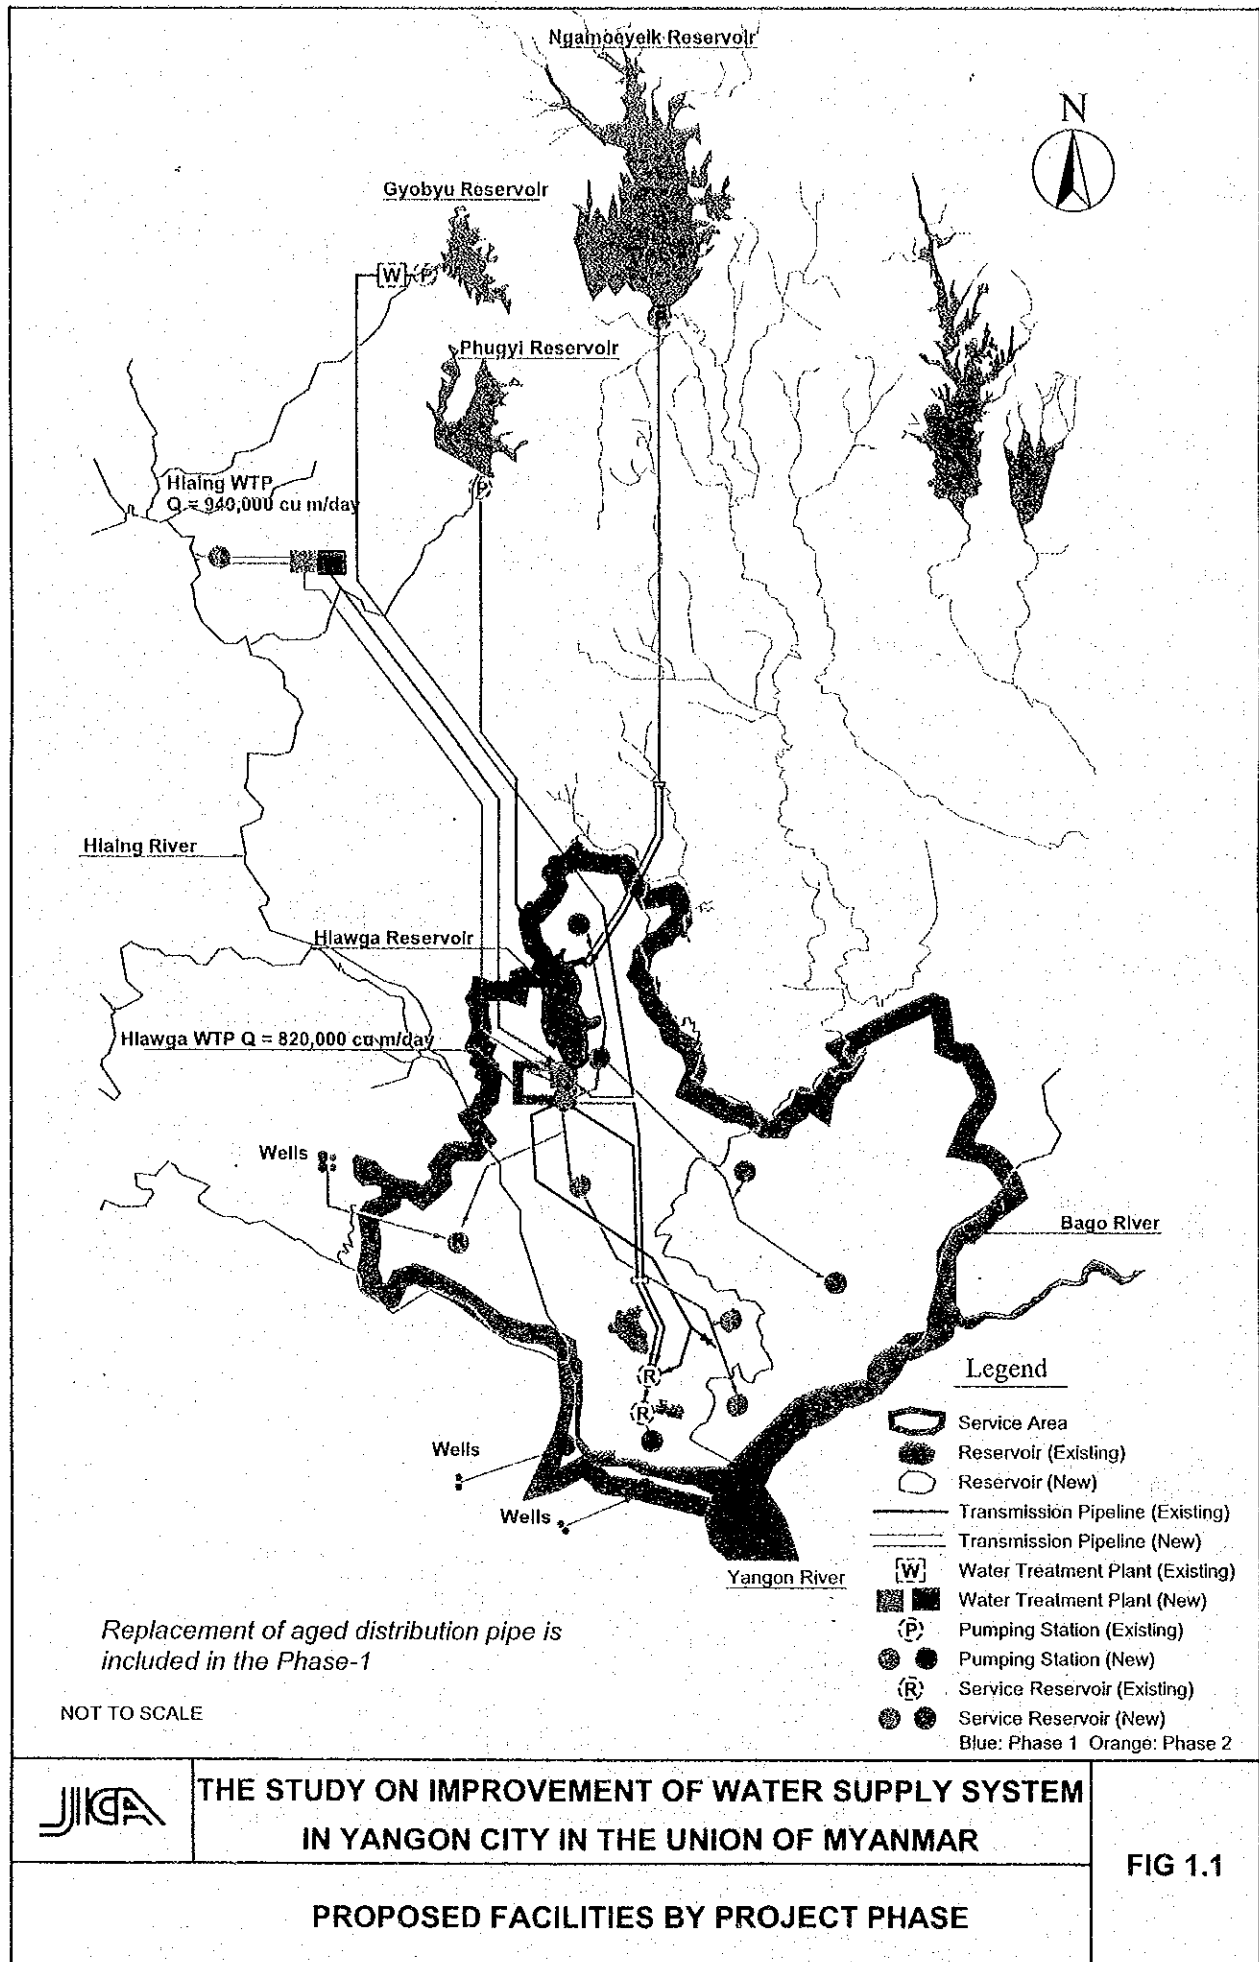 Ngamoeyeik Reservoir
N
Gyobyu Reservoir
W P
P
Phugyi Reservoir
P
Hlaing WTP
Q = 940,000 cu m/day
Hlaing River
Hlawga Reservoir
Hlawga WTP Q = 820,000 cu m/day
Wells
R
Bago River
R
R
Wells
Wells
Yangon River
Legend
Service Area
Reservoir (Existing)
Reservoir (New)
Transmission Pipeline (Existing)
Transmission Pipeline (New)
W Water Treatment Plant (Existing)
Water Treatment Plant (New)
P Pumping Station (Existing)
Pumping Station (New)
R Service Reservoir (Existing)
Service Reservoir (New)
Blue: Phase 1 Orange: Phase 2
Replacement of aged distribution pipe is
included in the Phase-1
NOT TO SCALE
JICA
THE STUDY ON IMPROVEMENT OF WATER SUPPLY SYSTEM
IN YANGON CITY IN THE UNION OF MYANMAR
FIG 1.1
PROPOSED FACILITIES BY PROJECT PHASE